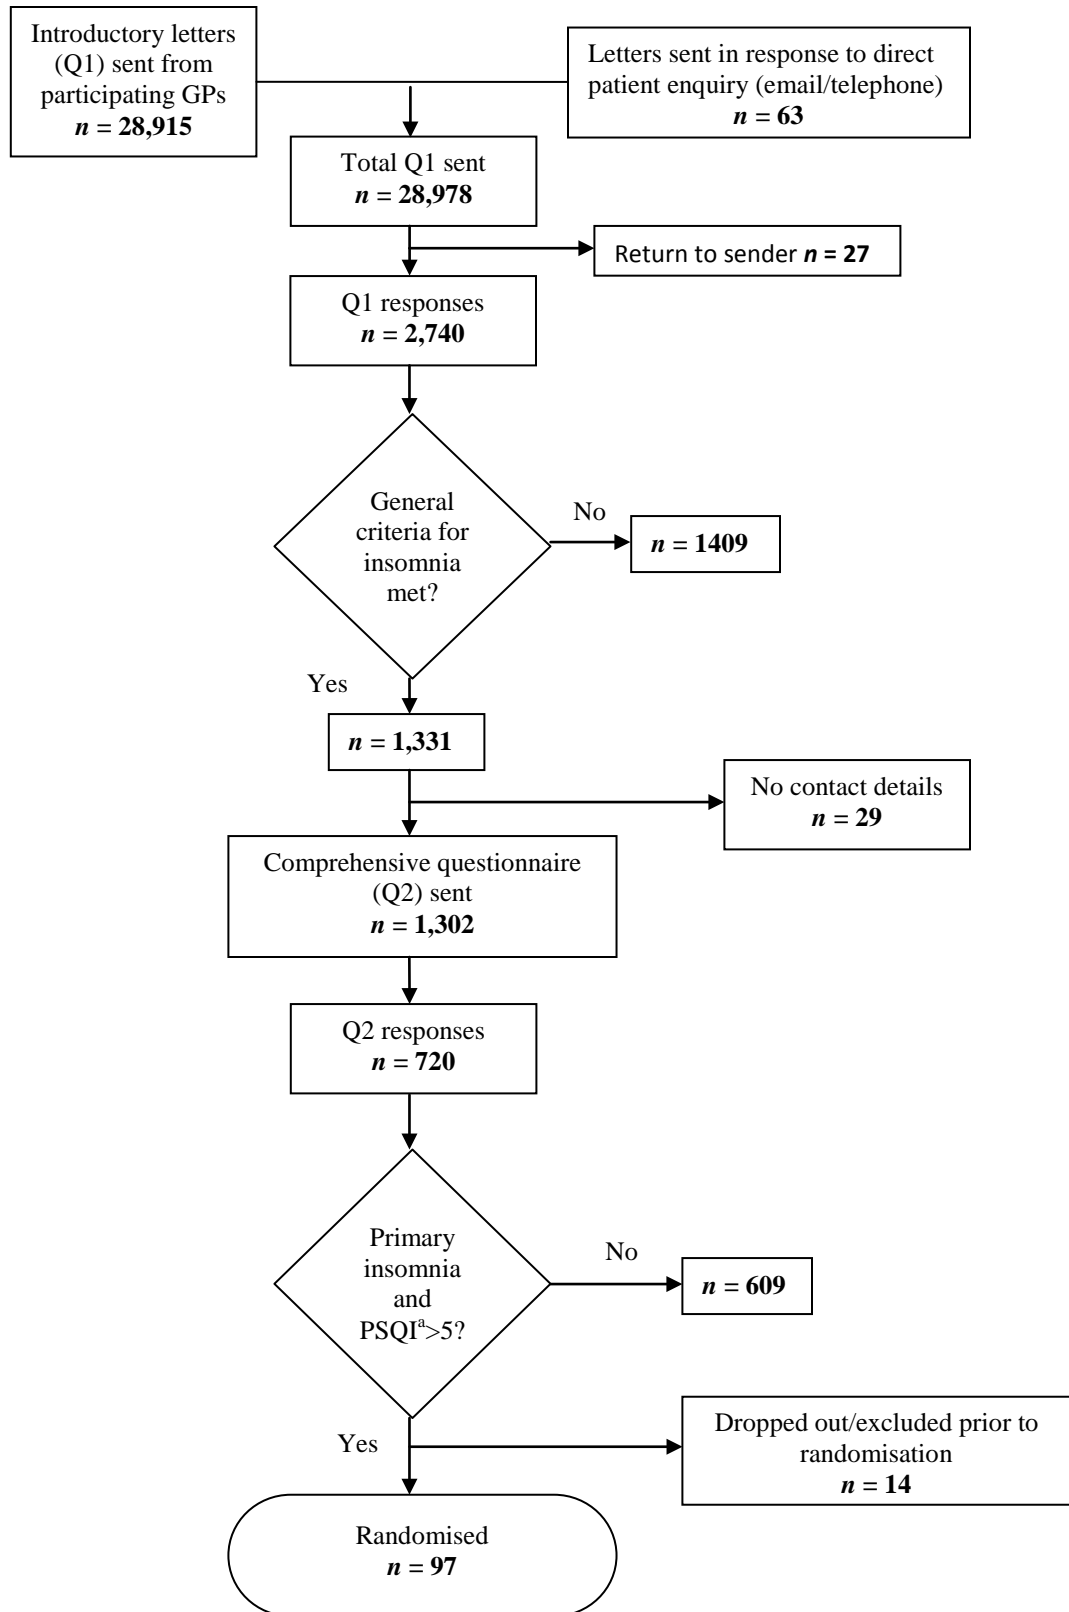 Introductory letters
(Q1) sent from
participating GPs
n = 28,915
Letters sent in response to direct
patient enquiry (email/telephone)
n = 63
Total Q1 sent
n = 28,978
Return to sender n = 27
Q1 responses
n = 2,740
General
criteria for
insomnia
met?
No
n = 1409
Yes
n = 1,331
No contact details
n = 29
Comprehensive questionnaire
(Q2) sent
n = 1,302
Q2 responses
n = 720
Primary
insomnia
and
PSQIᵃ>5?
No
n = 609
Yes
Dropped out/excluded prior to
randomisation
n = 14
Randomised
n = 97